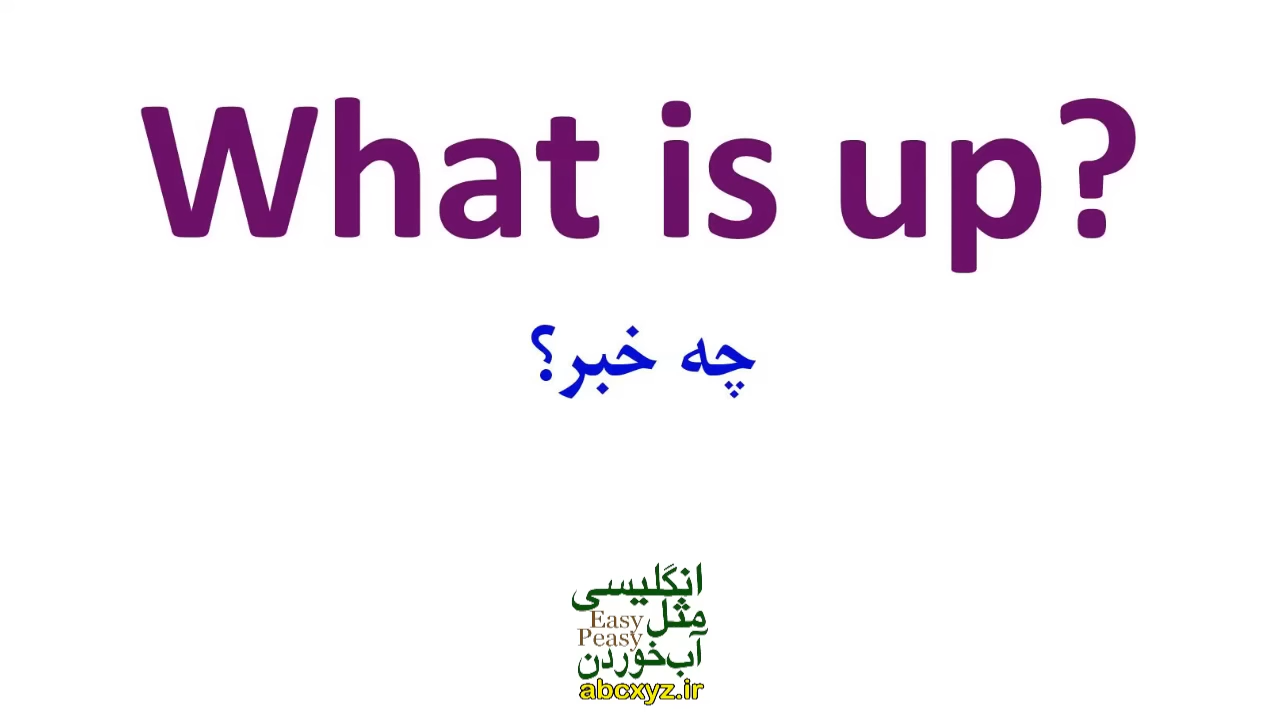 What is up?
چه خبر؟
انگلیسی
مثل Easy
Peasy
آب‌خوردن
abcxyz.ir